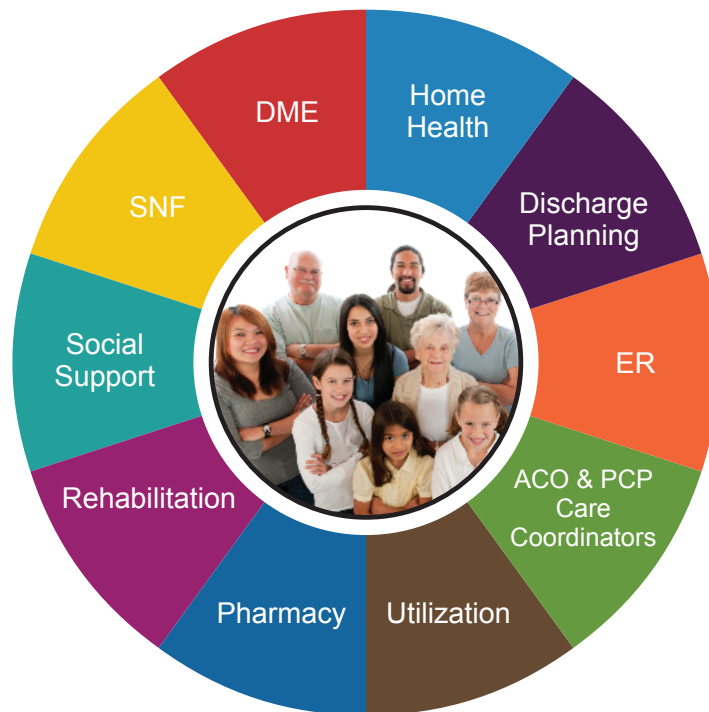 DME
Home
Health
Discharge
Planning
ER
ACO & PCP
Care
Coordinators
Utilization
Pharmacy
Rehabilitation
Social
Support
SNF